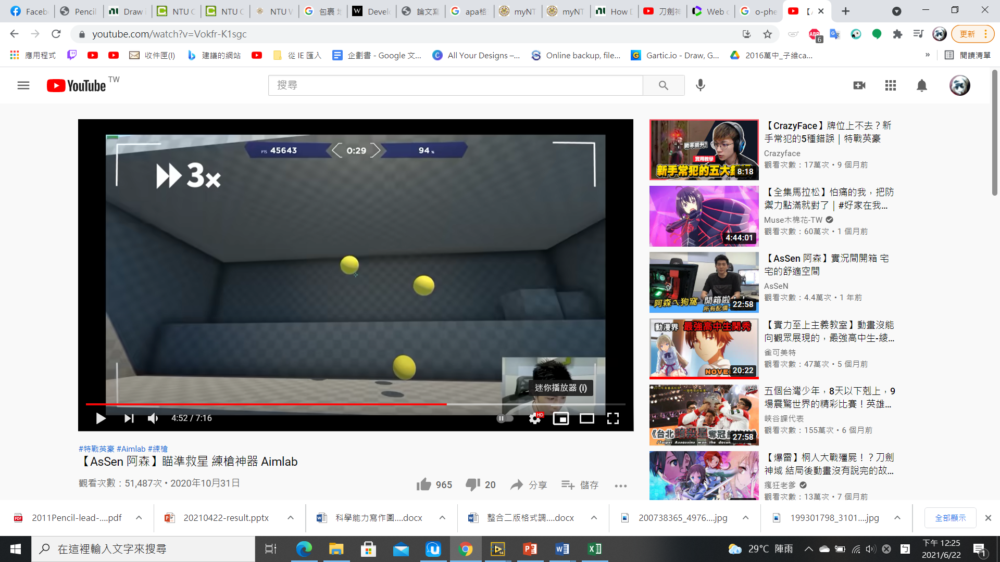 Faceb
Pencil
Draw i
NTU C
NTU C
NTU W
包裹 地
Develo
論文寫
apa格
myNT
myNT
How D
刀劍神
Web o
o-phe
youtube.com/watch?v=Vokfr-K1sgc
ABP
6
更新
應用程式
收件匣(I)
建議的網站
從 IE 匯入
企劃書 - Google 文...
All Your Designs –...
Online backup, file...
Gartic.io - Draw, G...
2016萬中_子維ca...
»
閱讀清單
YouTube TW
搜尋
PTS 45643
0:29
94 %
3x
迷你播放器 (i)
4:52 / 7:16
HD
#特戰英豪 #Aimlab #練槍
【AsSen 阿森】瞄準救星 練槍神器 Aimlab
觀看次數：51,487次 • 2020年10月31日
965
20
分享
儲存
勝率提升!
實用教學
新手常犯的五大
8:18
【CrazyFace】牌位上不去？新
手常犯的5種錯誤 | 特戰英豪
Crazyface
觀看次數：17萬次 • 9 個月前
4:44:01
【全集馬拉松】怕痛的我，把防
禦力點滿就對了 | #好家在我...
Muse木棉花-TW
觀看次數：60萬次 • 1 個月前
阿森ㄟ狗窩
開箱啦
所有配備
22:58
【AsSen 阿森】實況間開箱 宅
宅的舒適空間
AsSeN
觀看次數：4.4萬次 • 1 年前
動漫界 最強高中生開秀
NOVE
20:22
【實力至上主義教室】動畫沒能
向觀眾展現的，最強高中生-綾...
雀可美特
觀看次數：47萬次 • 5 個月前
《台北暗殺星奪冠
27:58
五個台灣少年，8天以下剋上，9
場震驚世界的精彩比賽！英雄...
峽谷課代表
觀看次數：155萬次 • 6 個月前
【爆雷】桐人大戰殭屍！？刀劍
神域 結局後動畫沒有說完的故...
瘋狂老爹
觀看次數：13萬次 • 7 個月前
2011Pencil-lead-....pdf
20210422-result.pptx
科學能力寫作圖....docx
整合二版格式調....docx
200738365_4976....jpg
199301798_3101....jpg
全部顯示
在這裡輸入文字來搜尋
29°C 陣雨
下午 12:25
2021/6/22
1